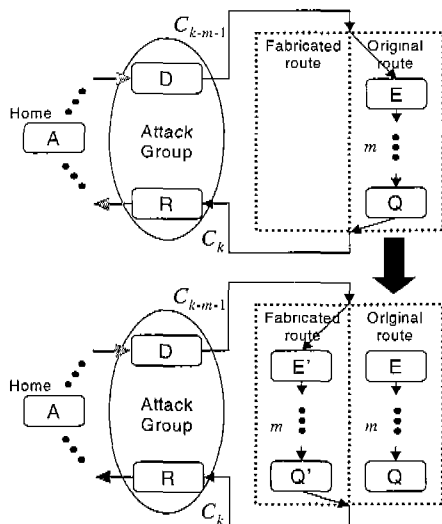 C_{k-m-1}
Fabricated route
Original route
D
E
Home
A
Attack Group
m
R
Q
C_k
C_{k-m-1}
Fabricated route
Original route
D
E'
E
Home
A
Attack Group
m
m
R
Q'
Q
C_k